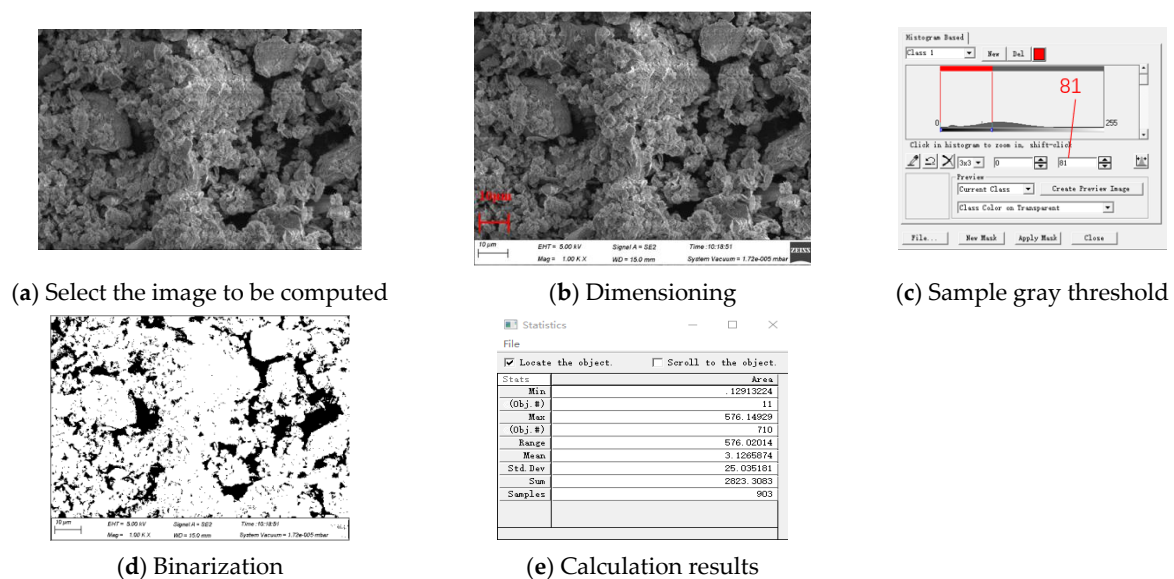 10μm
10 μm
EHT = 5.00 kV
Signal A = SE2
Time :10:18:51
Mag = 1.00 K X
WD = 15.0 mm
System Vacuum = 1.72e-005 mbar
ZEISS
Histogram Based
Class 1
New
Del
81
0
255
Click in histogram to zoom in, shift-click
3x3
0
81
Preview
Current Class
Create Preview Image
Class Color on Transparent
File...
New Mask
Apply Mask
Close
(a) Select the image to be computed
(b) Dimensioning
(c) Sample gray threshold
10 μm
EHT = 5.00 kV
Signal A = SE2
Time :10:18:51
Mag = 1.00 K X
WD = 15.0 mm
System Vacuum = 1.72e-005 mbar
Statistics
File
Locate the object.
Scroll to the object.
Stats Area
Min .12913224
(Obj.#) 11
Max 576.14929
(Obj.#) 710
Range 576.02014
Mean 3.1265874
Std.Dev 25.035181
Sum 2823.3083
Samples 903
(d) Binarization
(e) Calculation results